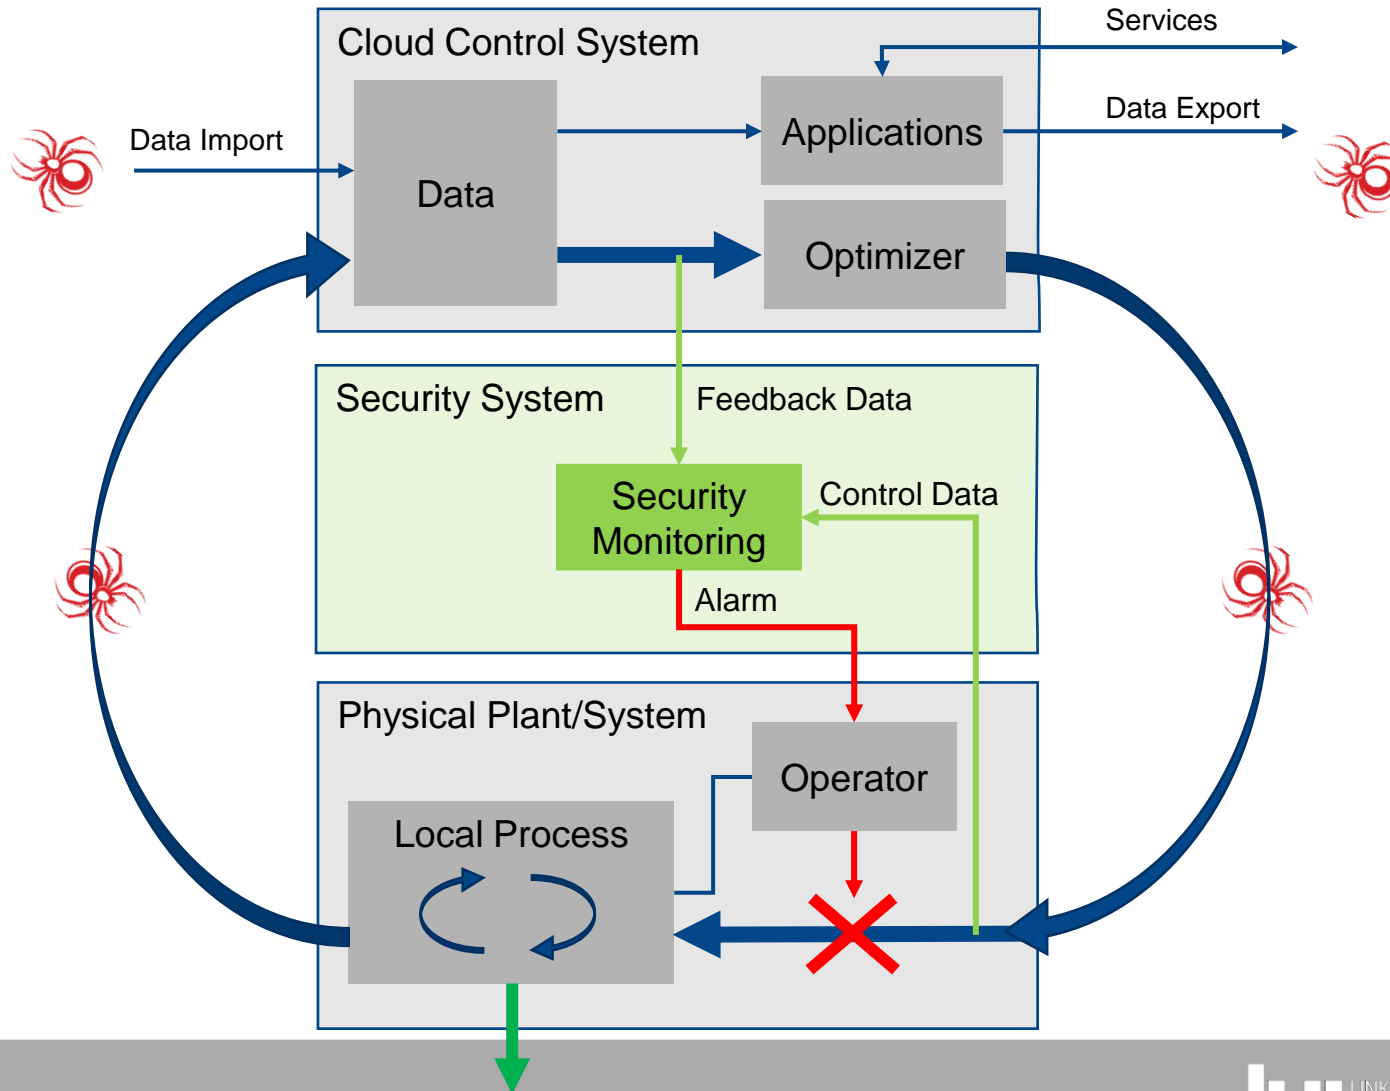 Services
Cloud Control System
Data Export
Data Import
Applications
Data
Optimizer
Security System
Feedback Data
Security
Monitoring
Control Data
Alarm
Physical Plant/System
Operator
Local Process